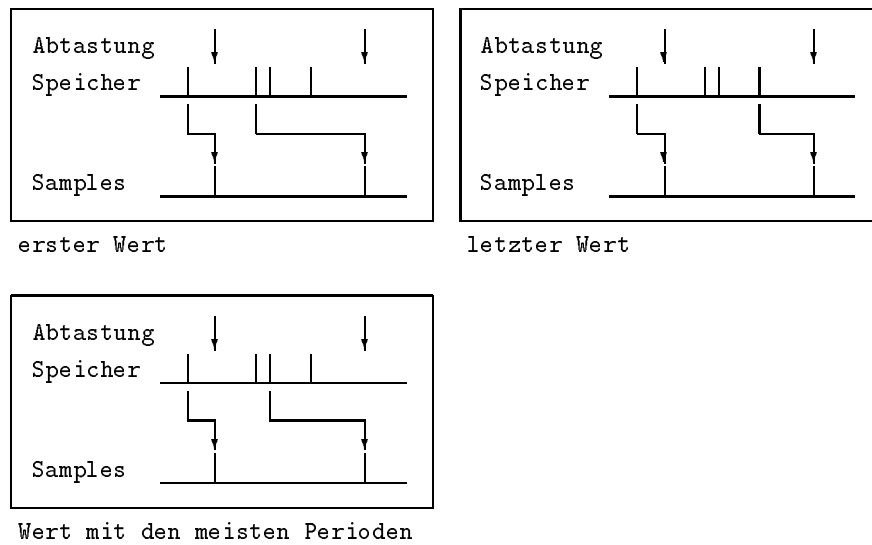 Abtastung
Speicher
Samples
erster Wert
Abtastung
Speicher
Samples
letzter Wert
Abtastung
Speicher
Samples
Wert mit den meisten Perioden